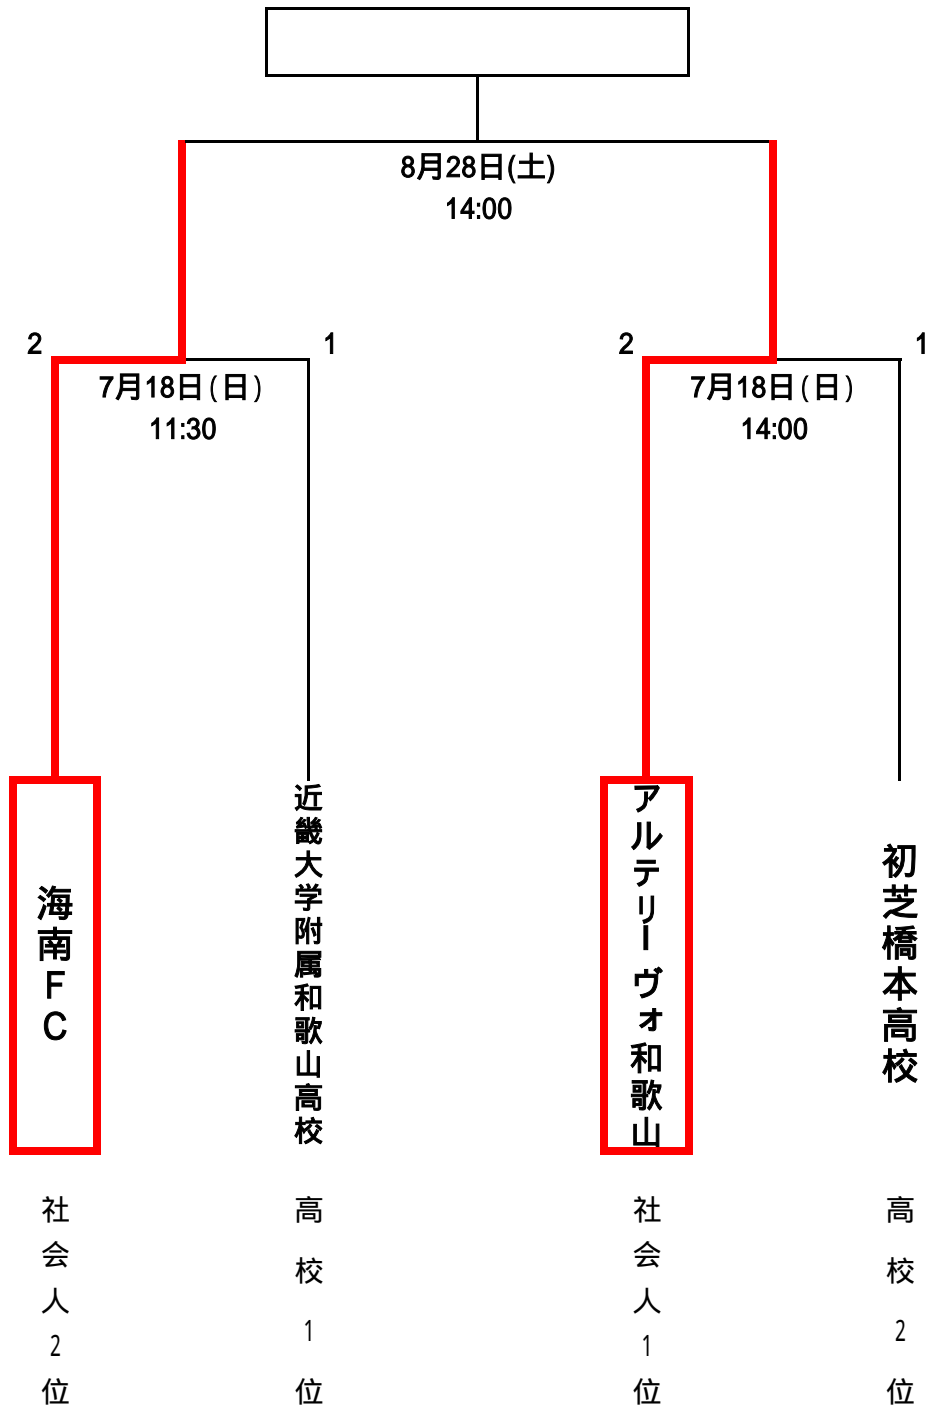 8月28日(土)
14:00
2
1
2
1
7月18日(日)
11:30
7月18日(日)
14:00
海南FC
近畿大学附属和歌山高校
アルテリーヴォ和歌山
初芝橋本高校
社会人2位
高校1位
社会人1位
高校2位